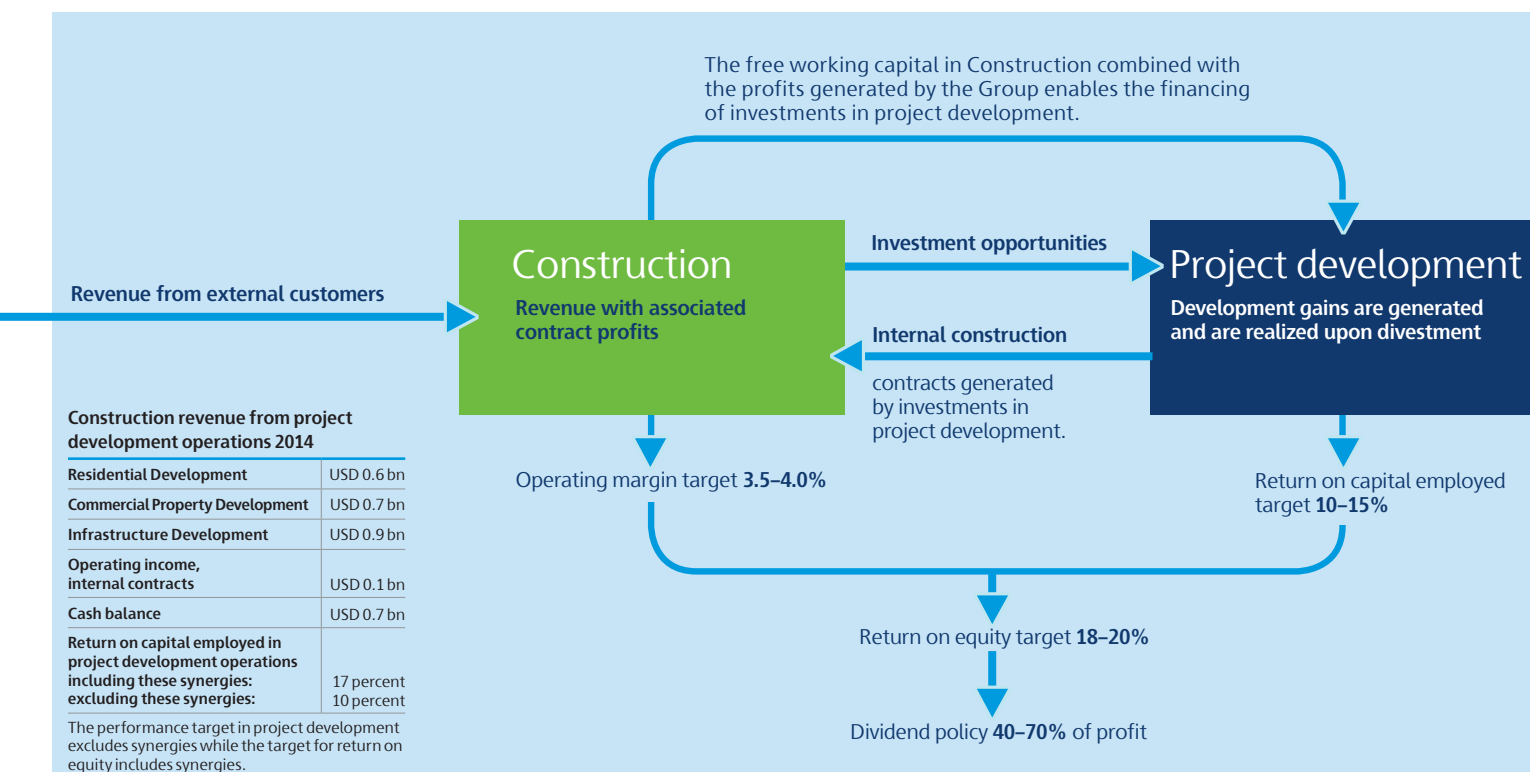 The free working capital in Construction combined with
the profits generated by the Group enables the financing
of investments in project development.
Revenue from external customers
Construction
Revenue with associated
contract profits
Investment opportunities
Internal construction
contracts generated
by investments in
project development.
Project development
Development gains are generated
and are realized upon divestment
Operating margin target 3.5–4.0%
Return on capital employed
target 10–15%
Return on equity target 18–20%
Dividend policy 40–70% of profit
Construction revenue from project
development operations 2014
Residential Development USD 0.6 bn
Commercial Property Development USD 0.7 bn
Infrastructure Development USD 0.9 bn
Operating income,
internal contracts USD 0.1 bn
Cash balance USD 0.7 bn
Return on capital employed in
project development operations
including these synergies: 17 percent
excluding these synergies: 10 percent
The performance target in project development
excludes synergies while the target for return on
equity includes synergies.